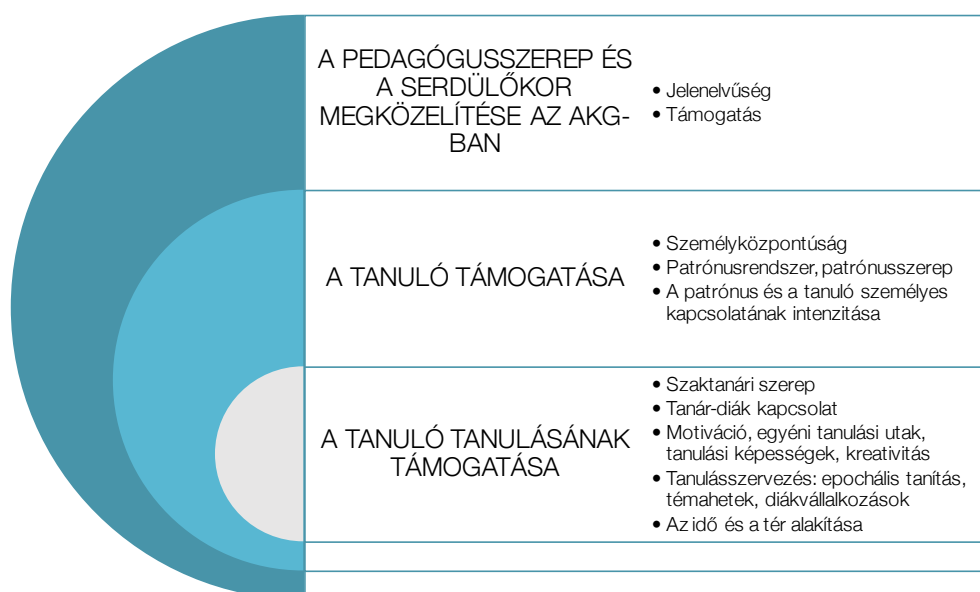 A PEDAGÓGUSSZEREP ÉS
A SERDÜLŐKOR
MEGKÖZELÍTÉSE AZ AKG-
BAN
• Jelenelvűség
• Támogatás
A TANULÓ TÁMOGATÁSA
• Személyközpontúság
• Patrónusrendszer, patrónusszerep
• A patrónus és a tanuló személyes
kapcsolatának intenzitása
A TANULÓ TANULÁSÁNAK
TÁMOGATÁSA
• Szaktanári szerep
• Tanár-diák kapcsolat
• Motiváció, egyéni tanulási utak,
tanulási képességek, kreativitás
• Tanulásszervezés: epochális tanítás,
témahetek, diákvállalkozások
• Az idő és a tér alakítása